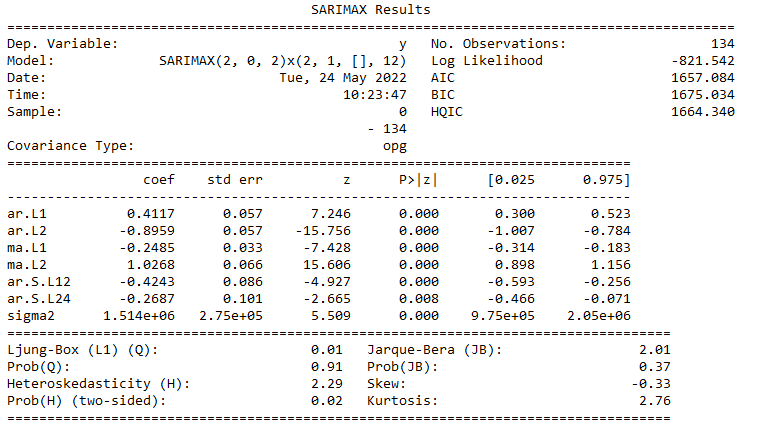 SARIMAX Results
==========================================================================================
Dep. Variable: y No. Observations: 134
Model: SARIMAX(2, 0, 2)x(2, 1, [], 12) Log Likelihood -821.542
Date: Tue, 24 May 2022 AIC 1657.084
Time: 10:23:47 BIC 1675.034
Sample: 0 HQIC 1664.340
- 134
Covariance Type: opg
==============================================================================
coef std err z P>|z| [0.025 0.975]
------------------------------------------------------------------------------
ar.L1 0.4117 0.057 7.246 0.000 0.300 0.523
ar.L2 -0.8959 0.057 -15.756 0.000 -1.007 -0.784
ma.L1 -0.2485 0.033 -7.428 0.000 -0.314 -0.183
ma.L2 1.0268 0.066 15.606 0.000 0.898 1.156
ar.S.L12 -0.4243 0.086 -4.927 0.000 -0.593 -0.256
ar.S.L24 -0.2687 0.101 -2.665 0.008 -0.466 -0.071
sigma2 1.514e+06 2.75e+05 5.509 0.000 9.75e+05 2.05e+06
===================================================================================
Ljung-Box (L1) (Q): 0.01 Jarque-Bera (JB): 2.01
Prob(Q): 0.91 Prob(JB): 0.37
Heteroskedasticity (H): 2.29 Skew: -0.33
Prob(H) (two-sided): 0.02 Kurtosis: 2.76
===================================================================================